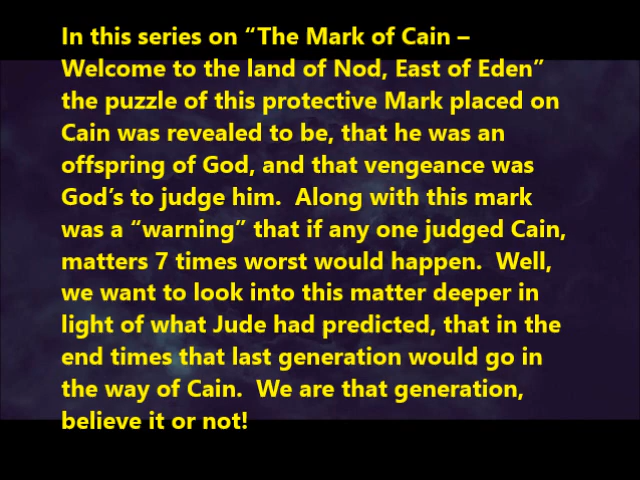 In this series on “The Mark of Cain –
Welcome to the land of Nod, East of Eden”
the puzzle of this protective Mark placed on
Cain was revealed to be, that he was an
offspring of God, and that vengeance was
God’s to judge him.  Along with this mark
was a “warning” that if any one judged Cain,
matters 7 times worst would happen.  Well,
we want to look into this matter deeper in
light of what Jude had predicted, that in the
end times that last generation would go in
the way of Cain.  We are that generation,
believe it or not!